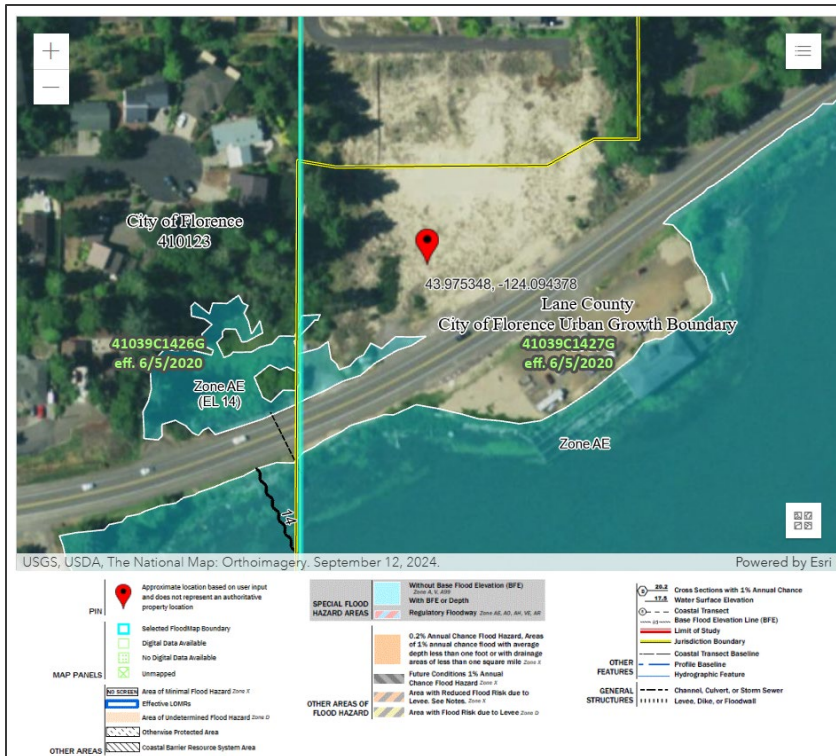 City of Florence
410123
43.975348, -124.094378
Lane County
City of Florence Urban Growth Boundary
41039C1426G
eff. 6/5/2020
41039C1427G
eff. 6/5/2020
Zone AE
(EL 14)
Zone AE
14
USGS, USDA, The National Map: Orthoimagery. September 12, 2024.
Powered by Esri
PIN
Approximate location based on user input
and does not represent an authoritative
property location
Selected FloodMap Boundary
Digital Data Available
No Digital Data Available
Unmapped
MAP PANELS
NO SCREEN Area of Minimal Flood Hazard Zone X
Effective LOMRs
Area of Undetermined Flood Hazard Zone D
Otherwise Protected Area
Coastal Barrier Resource System Area
OTHER AREAS
SPECIAL FLOOD
HAZARD AREAS
Without Base Flood Elevation (BFE)
Zone A, V, A99
With BFE or Depth
Regulatory Floodway Zone AE, AO, AH, VE, AR
0.2% Annual Chance Flood Hazard, Areas
of 1% annual chance flood with average
depth less than one foot or with drainage
areas of less than one square mile Zone X
Future Conditions 1% Annual
Chance Flood Hazard Zone X
Area with Reduced Flood Risk due to
Levee. See Notes. Zone X
Area with Flood Risk due to Levee Zone D
OTHER AREAS OF
FLOOD HAZARD
20.2 Cross Sections with 1% Annual Chance
17.5 Water Surface Elevation
Coastal Transect
Base Flood Elevation Line (BFE)
Limit of Study
Jurisdiction Boundary
Coastal Transect Baseline
Profile Baseline
Hydrographic Feature
OTHER
FEATURES
GENERAL
STRUCTURES
Channel, Culvert, or Storm Sewer
Levee, Dike, or Floodwall